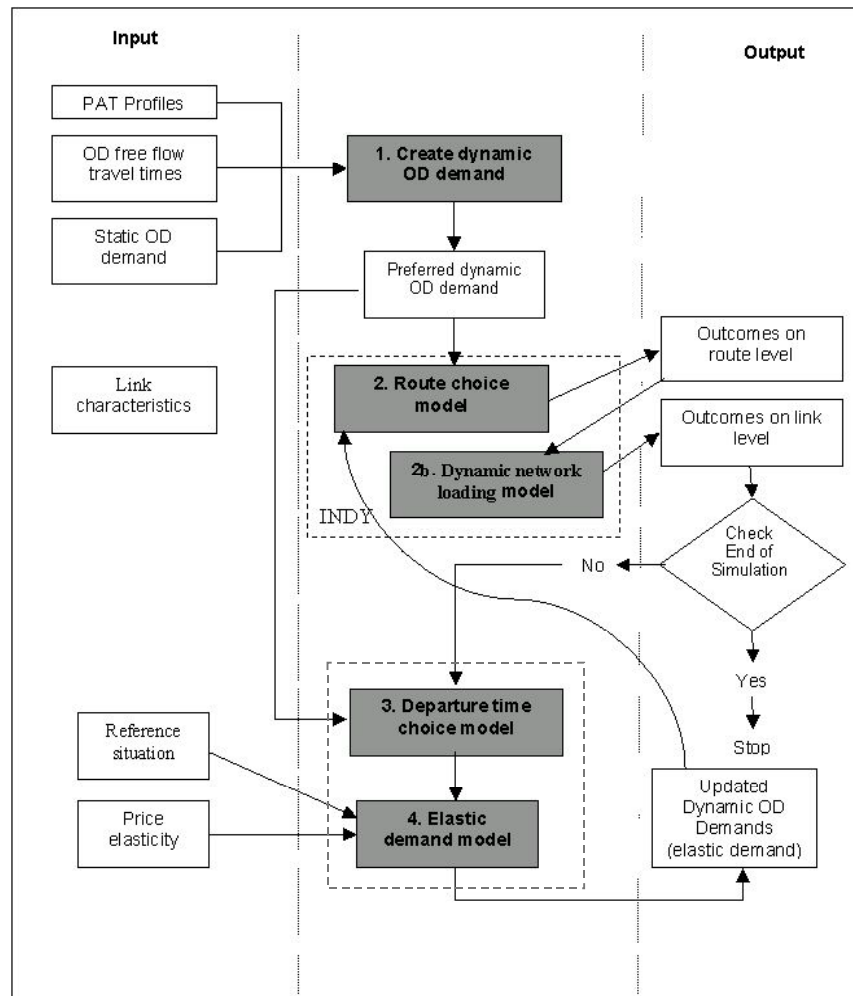 Input
Output
PAT Profiles
OD free flow
travel times
Static OD
demand
1. Create dynamic
OD demand
Preferred dynamic
OD demand
Link
characteristics
2. Route choice
model
2b. Dynamic network
loading model
INDY
Outcomes on
route level
Outcomes on link
level
Check
End of
Simulation
No
Yes
Stop
3. Departure time
choice model
Reference
situation
Price
elasticity
4. Elastic
demand model
Updated
Dynamic OD
Demands
(elastic demand)